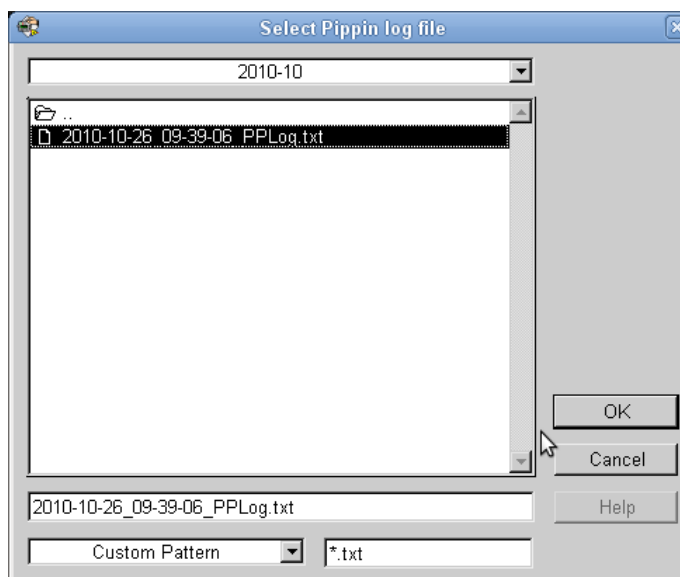 Select Pippin log file
2010-10
..
2010-10-26_09-39-06_PPLog.txt
OK
Cancel
2010-10-26_09-39-06_PPLog.txt
Help
Custom Pattern
*.txt